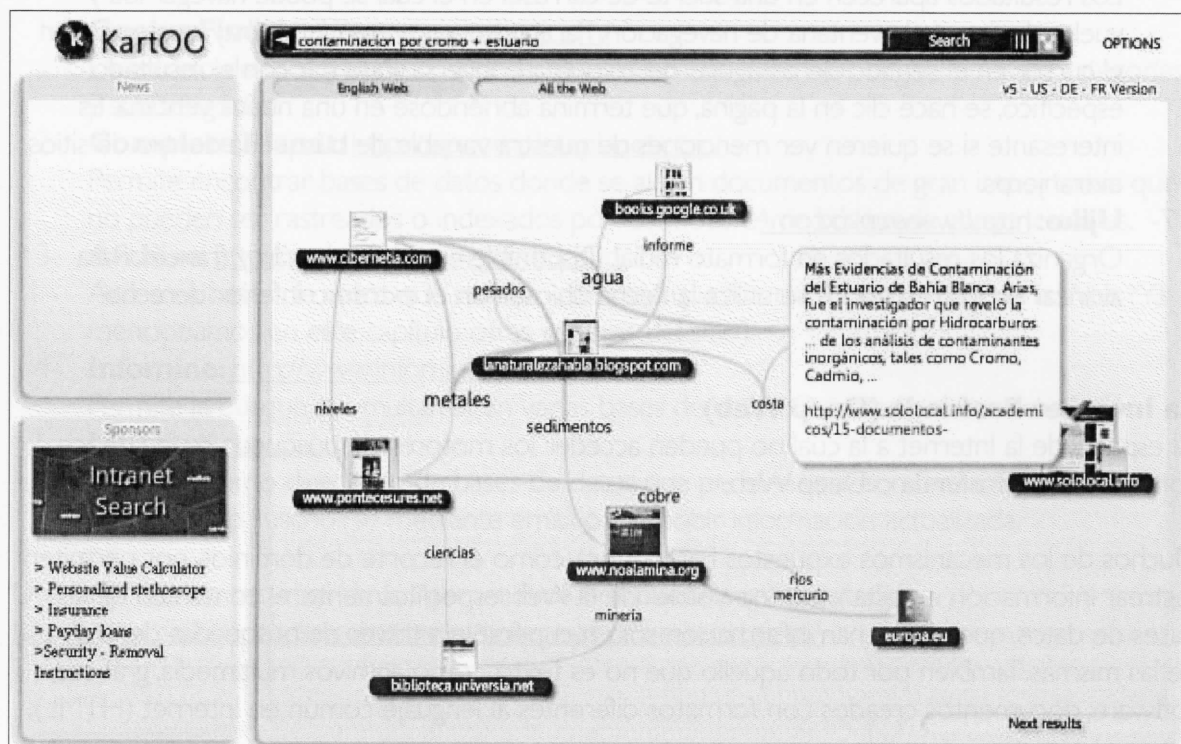 KartOO
contaminacion por cromo + estuario
Search
OPTIONS
News
English Web
All the Web
v5 - US - DE - FR Version
books.google.co.uk
www.cibernetia.com
informe
pesados
agua
Más Evidencias de Contaminación
del Estuario de Bahía Blanca Arias,
fue el investigador que reveló la
contaminación por Hidrocarburos
... de los análisis de contaminantes
inorgánicos, tales como Cromo,
Cadmio, ...
http://www.sololocal.info/academi
cos/15-documentos-
www.sololocal.info
lanaturalezahabla.blogspot.com
costa
niveles
metales
sedimentos
www.pontecesures.net
cobre
www.noalamina.org
ciencias
rios
mercurio
mineria
europa.eu
biblioteca.universia.net
Next results
Sponsors
Intranet
Search
> Website Value Calculator
> Personalized stethoscope
> Insurance
> Payday loans
>Security - Removal
Instructions